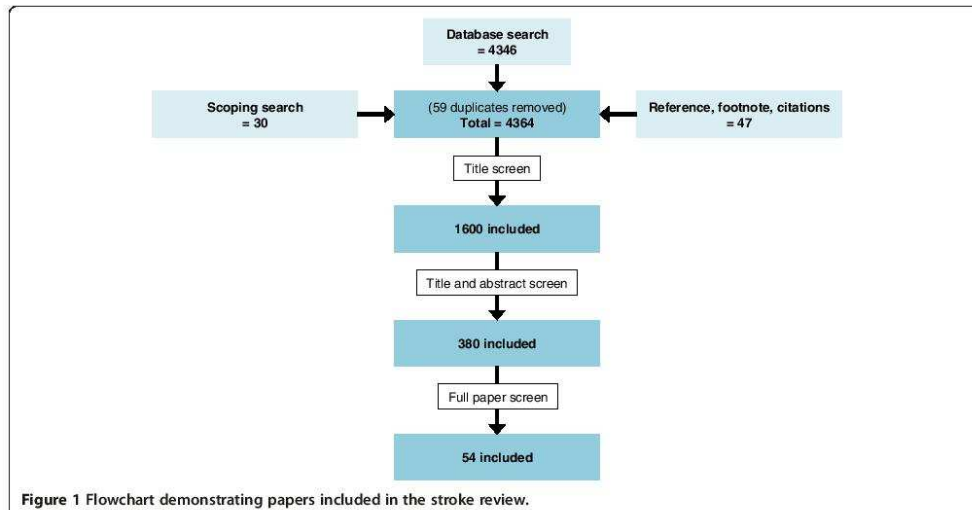 Database search
= 4346
Scoping search
= 30
(59 duplicates removed)
Total = 4364
Reference, footnote, citations
= 47
Title screen
1600 included
Title and abstract screen
380 included
Full paper screen
54 included
Figure 1 Flowchart demonstrating papers included in the stroke review.